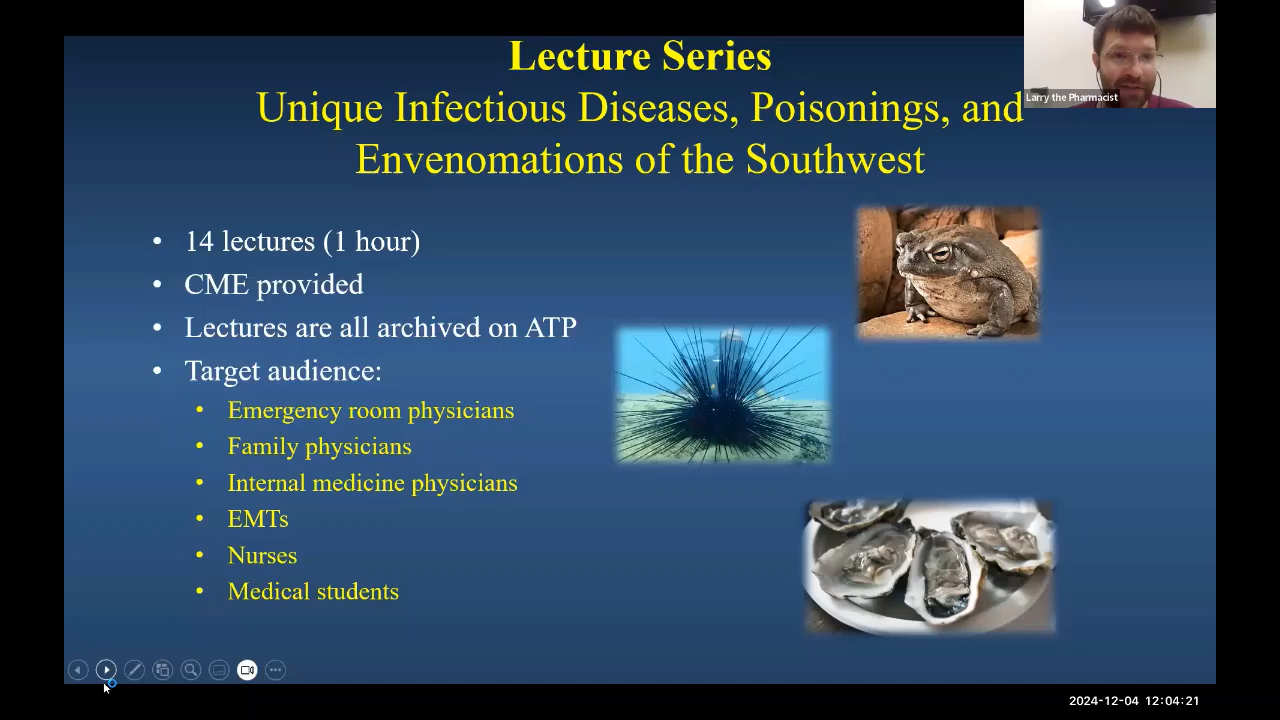 Lecture Series
Unique Infectious Diseases, Poisonings, and
Envenomations of the Southwest
Larry the Pharmacist
• 14 lectures (1 hour)
• CME provided
• Lectures are all archived on ATP
• Target audience:
• Emergency room physicians
• Family physicians
• Internal medicine physicians
• EMTs
• Nurses
• Medical students
2024-12-04 12:04:21